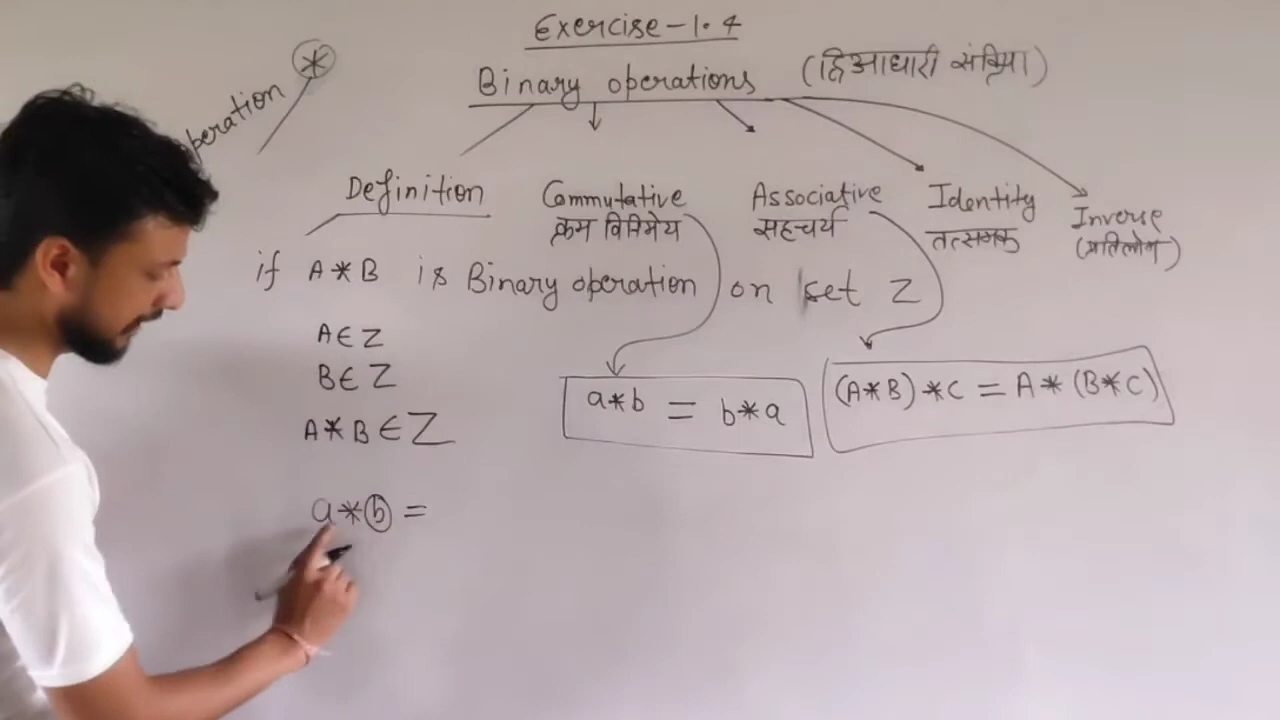 Exercise-1.4
Binary operations (द्विआधारी संक्रिया)
*
Definition
Commutative
क्रम विनिमेय
Associative
सहचर्य
Identity
तत्समक
Inverse
(प्रतिलोम)
if A*B is Binary operation on set Z
A∈Z
B∈Z
A*B∈Z
a*b = b*a
(A*B)*C = A*(B*C)
a*b =